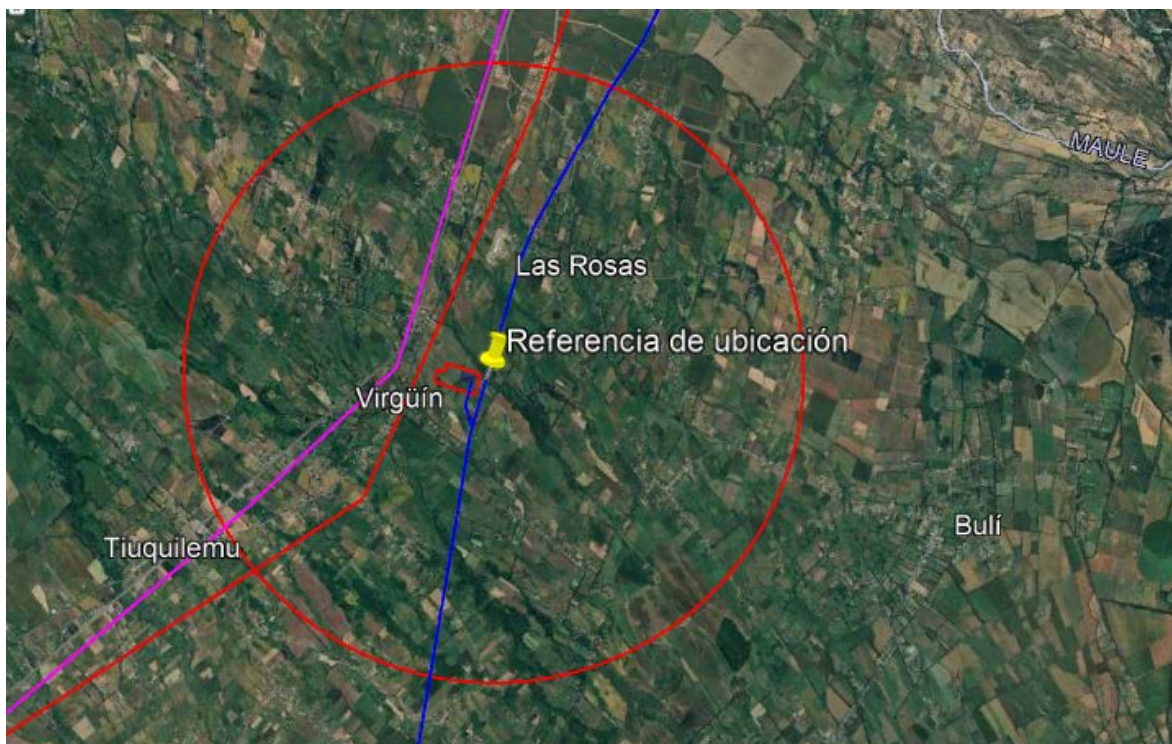 MAULE
Las Rosas
Referencia de ubicación
Virgüín
Bulí
Tiuquilemu